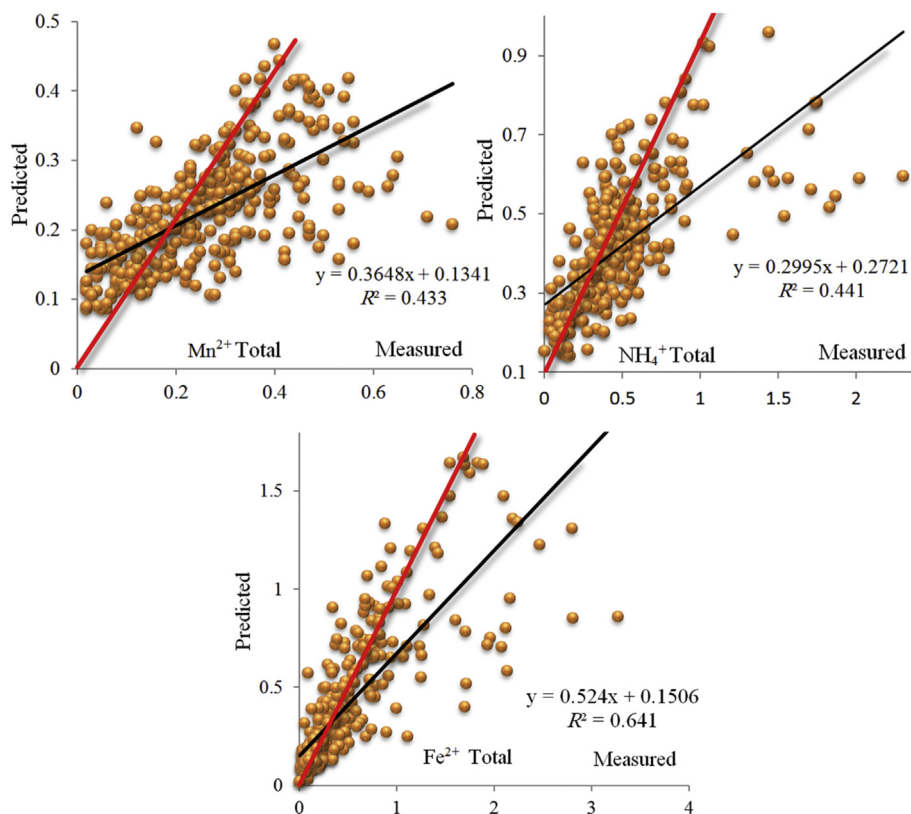 0.5
0.4
0.3
0.2
0.1
0
Predicted
y = 0.3648x + 0.1341
R² = 0.433
Mn²⁺ Total Measured
0 0.2 0.4 0.6 0.8
0.9
0.7
0.5
0.3
0.1
Predicted
y = 0.2995x + 0.2721
R² = 0.441
NH₄⁺ Total Measured
0 0.5 1 1.5 2
1.5
1
0.5
0
Predicted
y = 0.524x + 0.1506
R² = 0.641
Fe²⁺ Total Measured
0 1 2 3 4